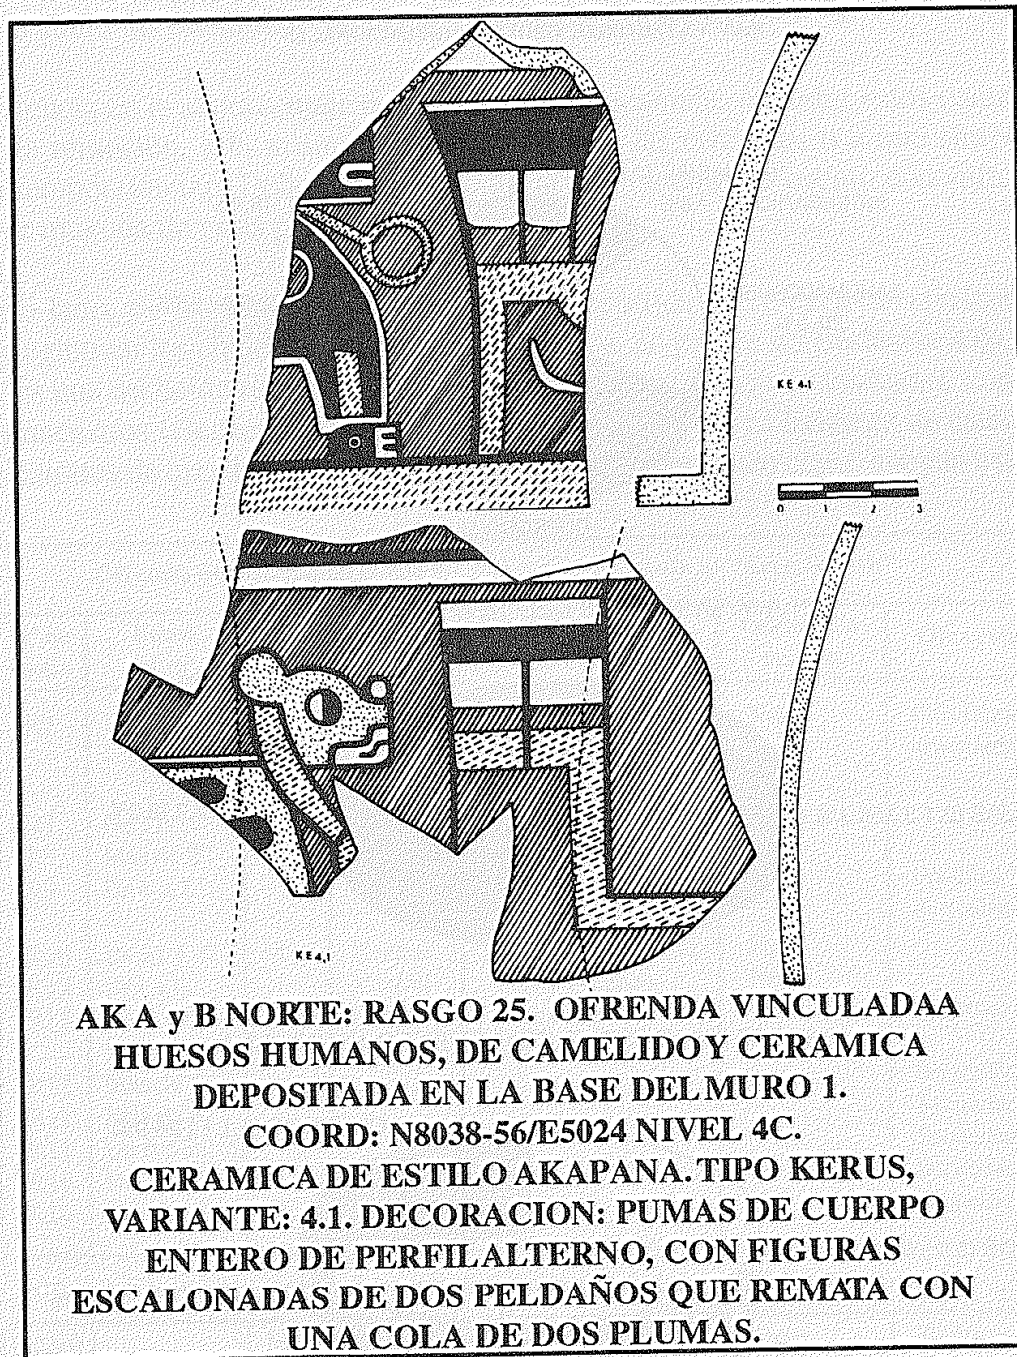 KE 4.1
0 1 2 3
KE4,1
AK A y B NORTE: RASGO 25. OFRENDA VINCULADAA
HUESOS HUMANOS, DE CAMELIDO Y CERAMICA
DEPOSITADA EN LA BASE DEL MURO 1.
COORD: N8038-56/E5024 NIVEL 4C.
CERAMICA DE ESTILO AKAPANA. TIPO KERUS,
VARIANTE: 4.1. DECORACION: PUMAS DE CUERPO
ENTERO DE PERFIL ALTERNO, CON FIGURAS
ESCALONADAS DE DOS PELDAÑOS QUE REMATA CON
UNA COLA DE DOS PLUMAS.